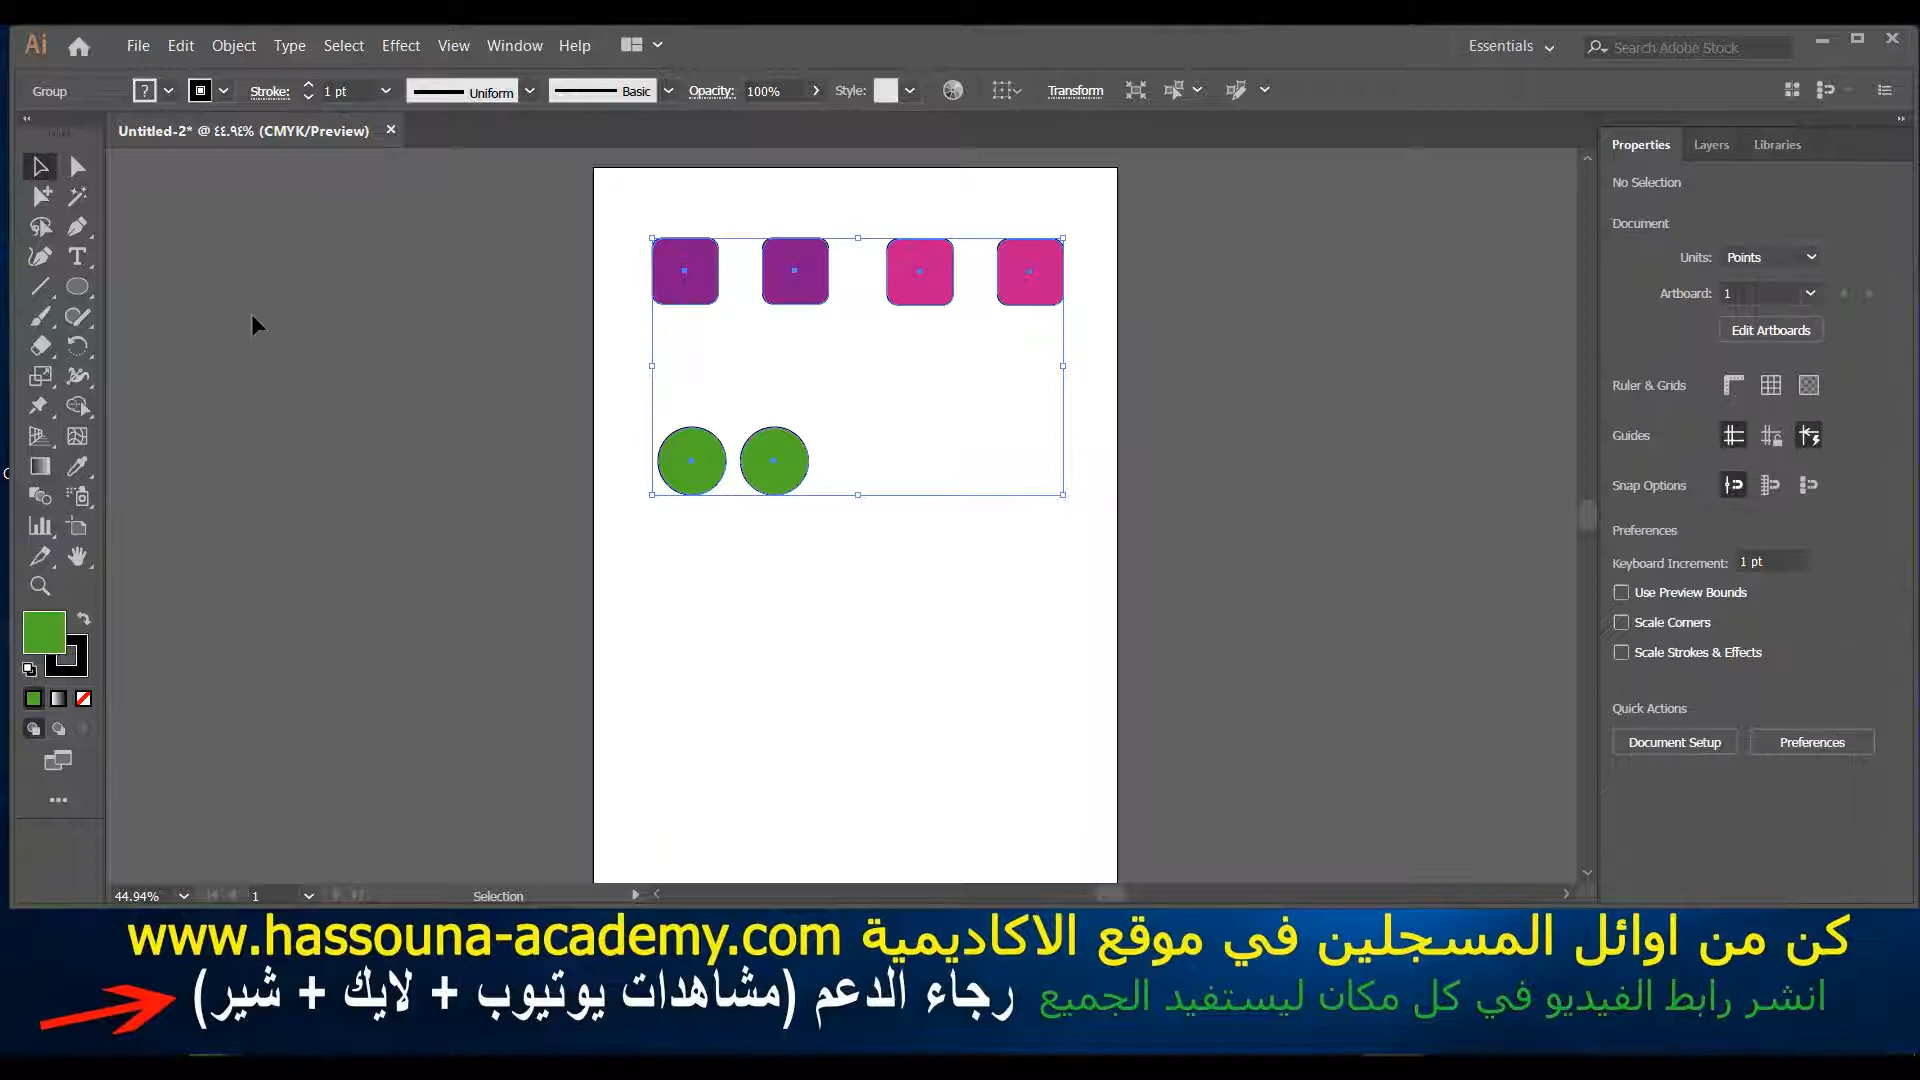 Ai File Edit Object Type Select Effect View Window Help Essentials Search Adobe Stock
Group ? Stroke: 1 pt Uniform Basic Opacity: 100% Style: Transform
Untitled-2* @ ٤٤.٩٤% (CMYK/Preview)
Properties Layers Libraries
No Selection
Document
Units: Points
Artboard: 1
Edit Artboards
Ruler & Grids
Guides
Snap Options
Preferences
Keyboard Increment: 1 pt
Use Preview Bounds
Scale Corners
Scale Strokes & Effects
Quick Actions
Document Setup Preferences
44.94% 1 Selection
كن من اوائل المسجلين في موقع الاكاديمية www.hassouna-academy.com
انشر رابط الفيديو في كل مكان ليستفيد الجميع رجاء الدعم (مشاهدات يوتيوب + لايك + شير)